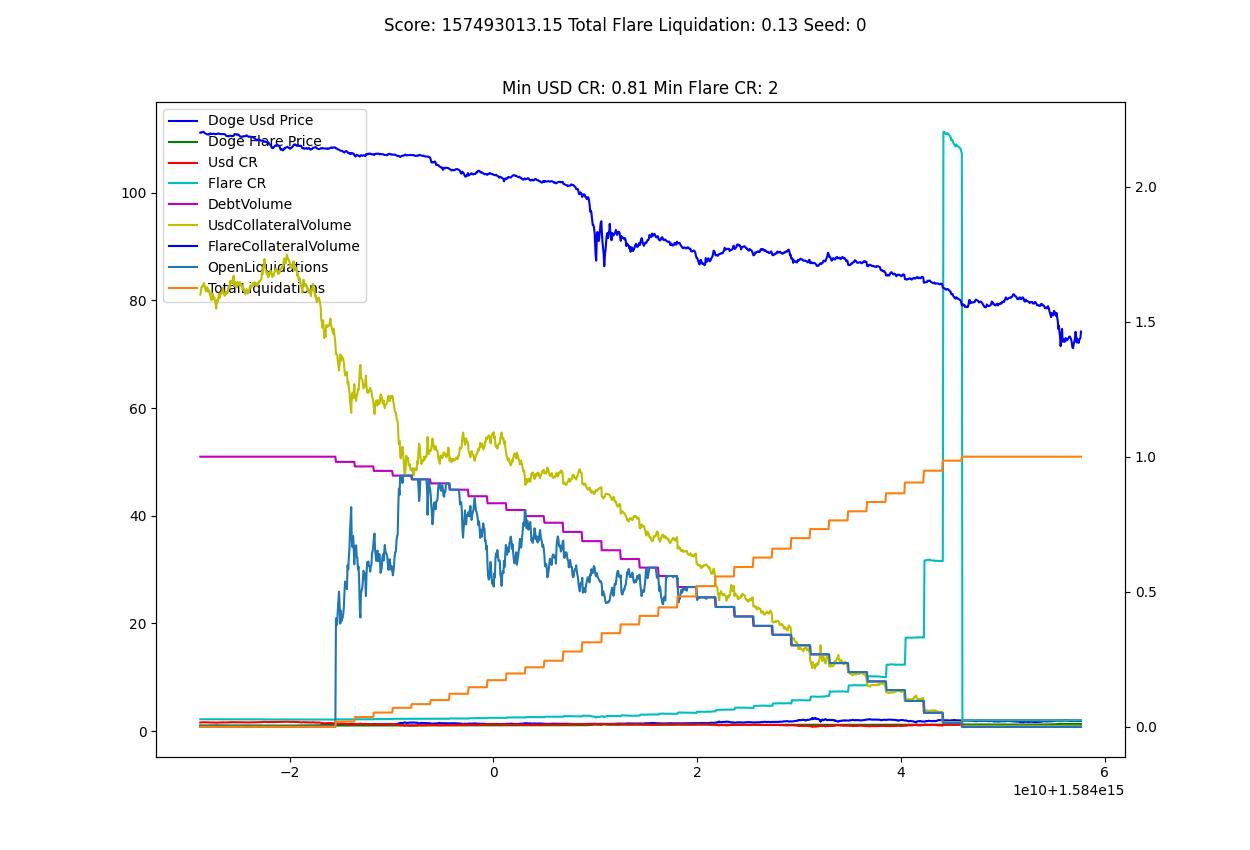 Score: 157493013.15 Total Flare Liquidation: 0.13 Seed: 0
Min USD CR: 0.81 Min Flare CR: 2
Doge Usd Price
Doge Flare Price
Usd CR
Flare CR
DebtVolume
UsdCollateralVolume
FlareCollateralVolume
OpenLiquidations
TotalLiquidations
100
80
60
40
20
0
2.0
1.5
1.0
0.5
0.0
−2 0 2 4 6
1e10+1.584e15